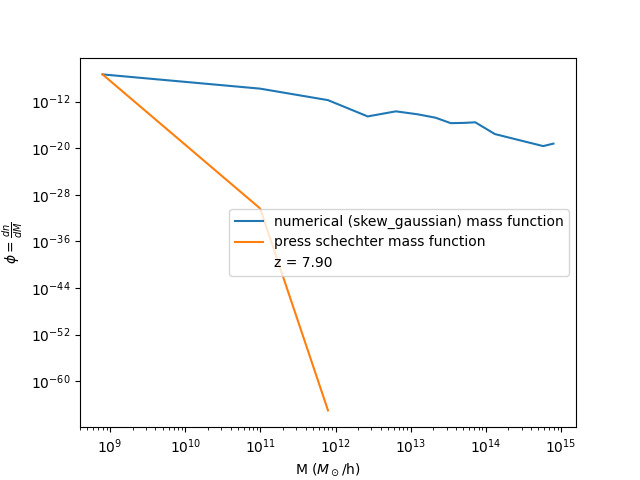 10⁻¹²
10⁻²⁰
10⁻²⁸
10⁻³⁶
10⁻⁴⁴
10⁻⁵²
10⁻⁶⁰
ϕ = dn/dM
numerical (skew_gaussian) mass function
press schechter mass function
z = 7.90
10⁹ 10¹⁰ 10¹¹ 10¹² 10¹³ 10¹⁴ 10¹⁵
M (M⊙/h)